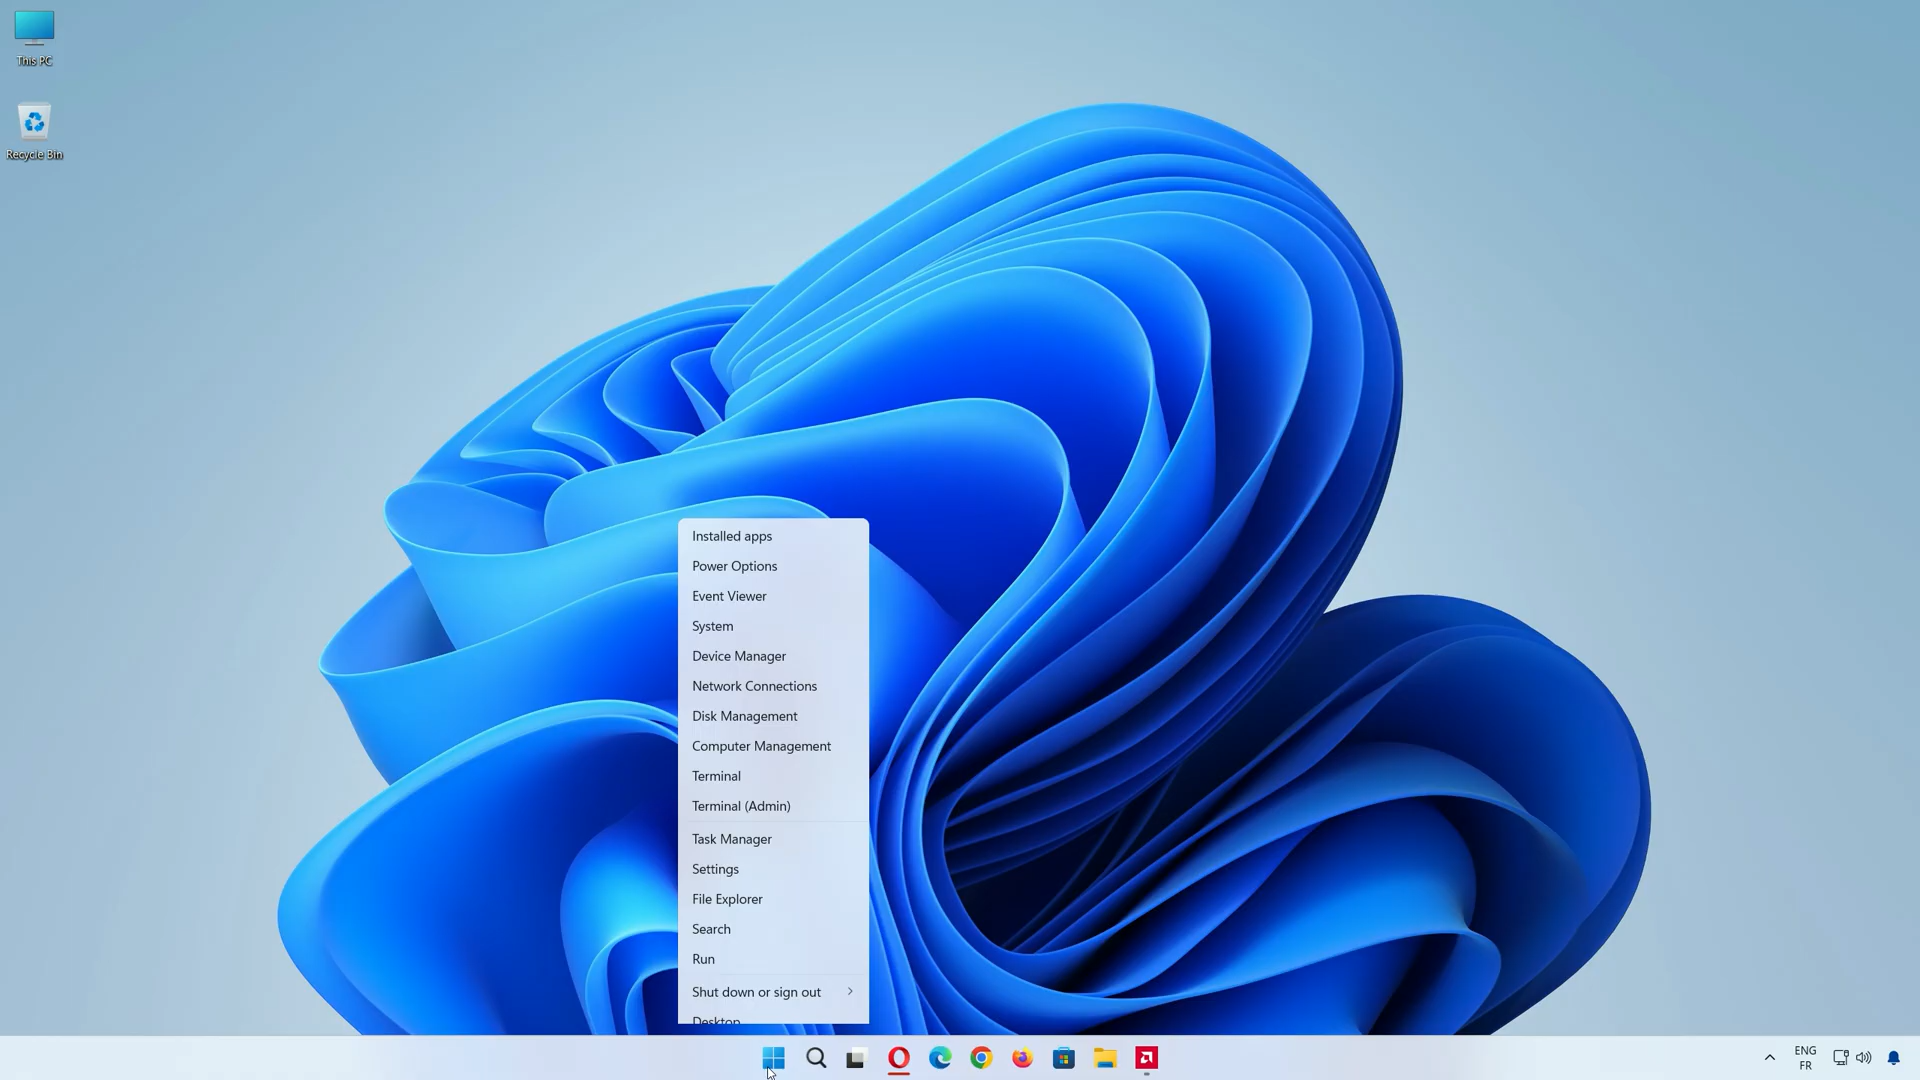 This PC
Recycle Bin
Installed apps
Power Options
Event Viewer
System
Device Manager
Network Connections
Disk Management
Computer Management
Terminal
Terminal (Admin)
Task Manager
Settings
File Explorer
Search
Run
Shut down or sign out
Desktop
ENG
FR